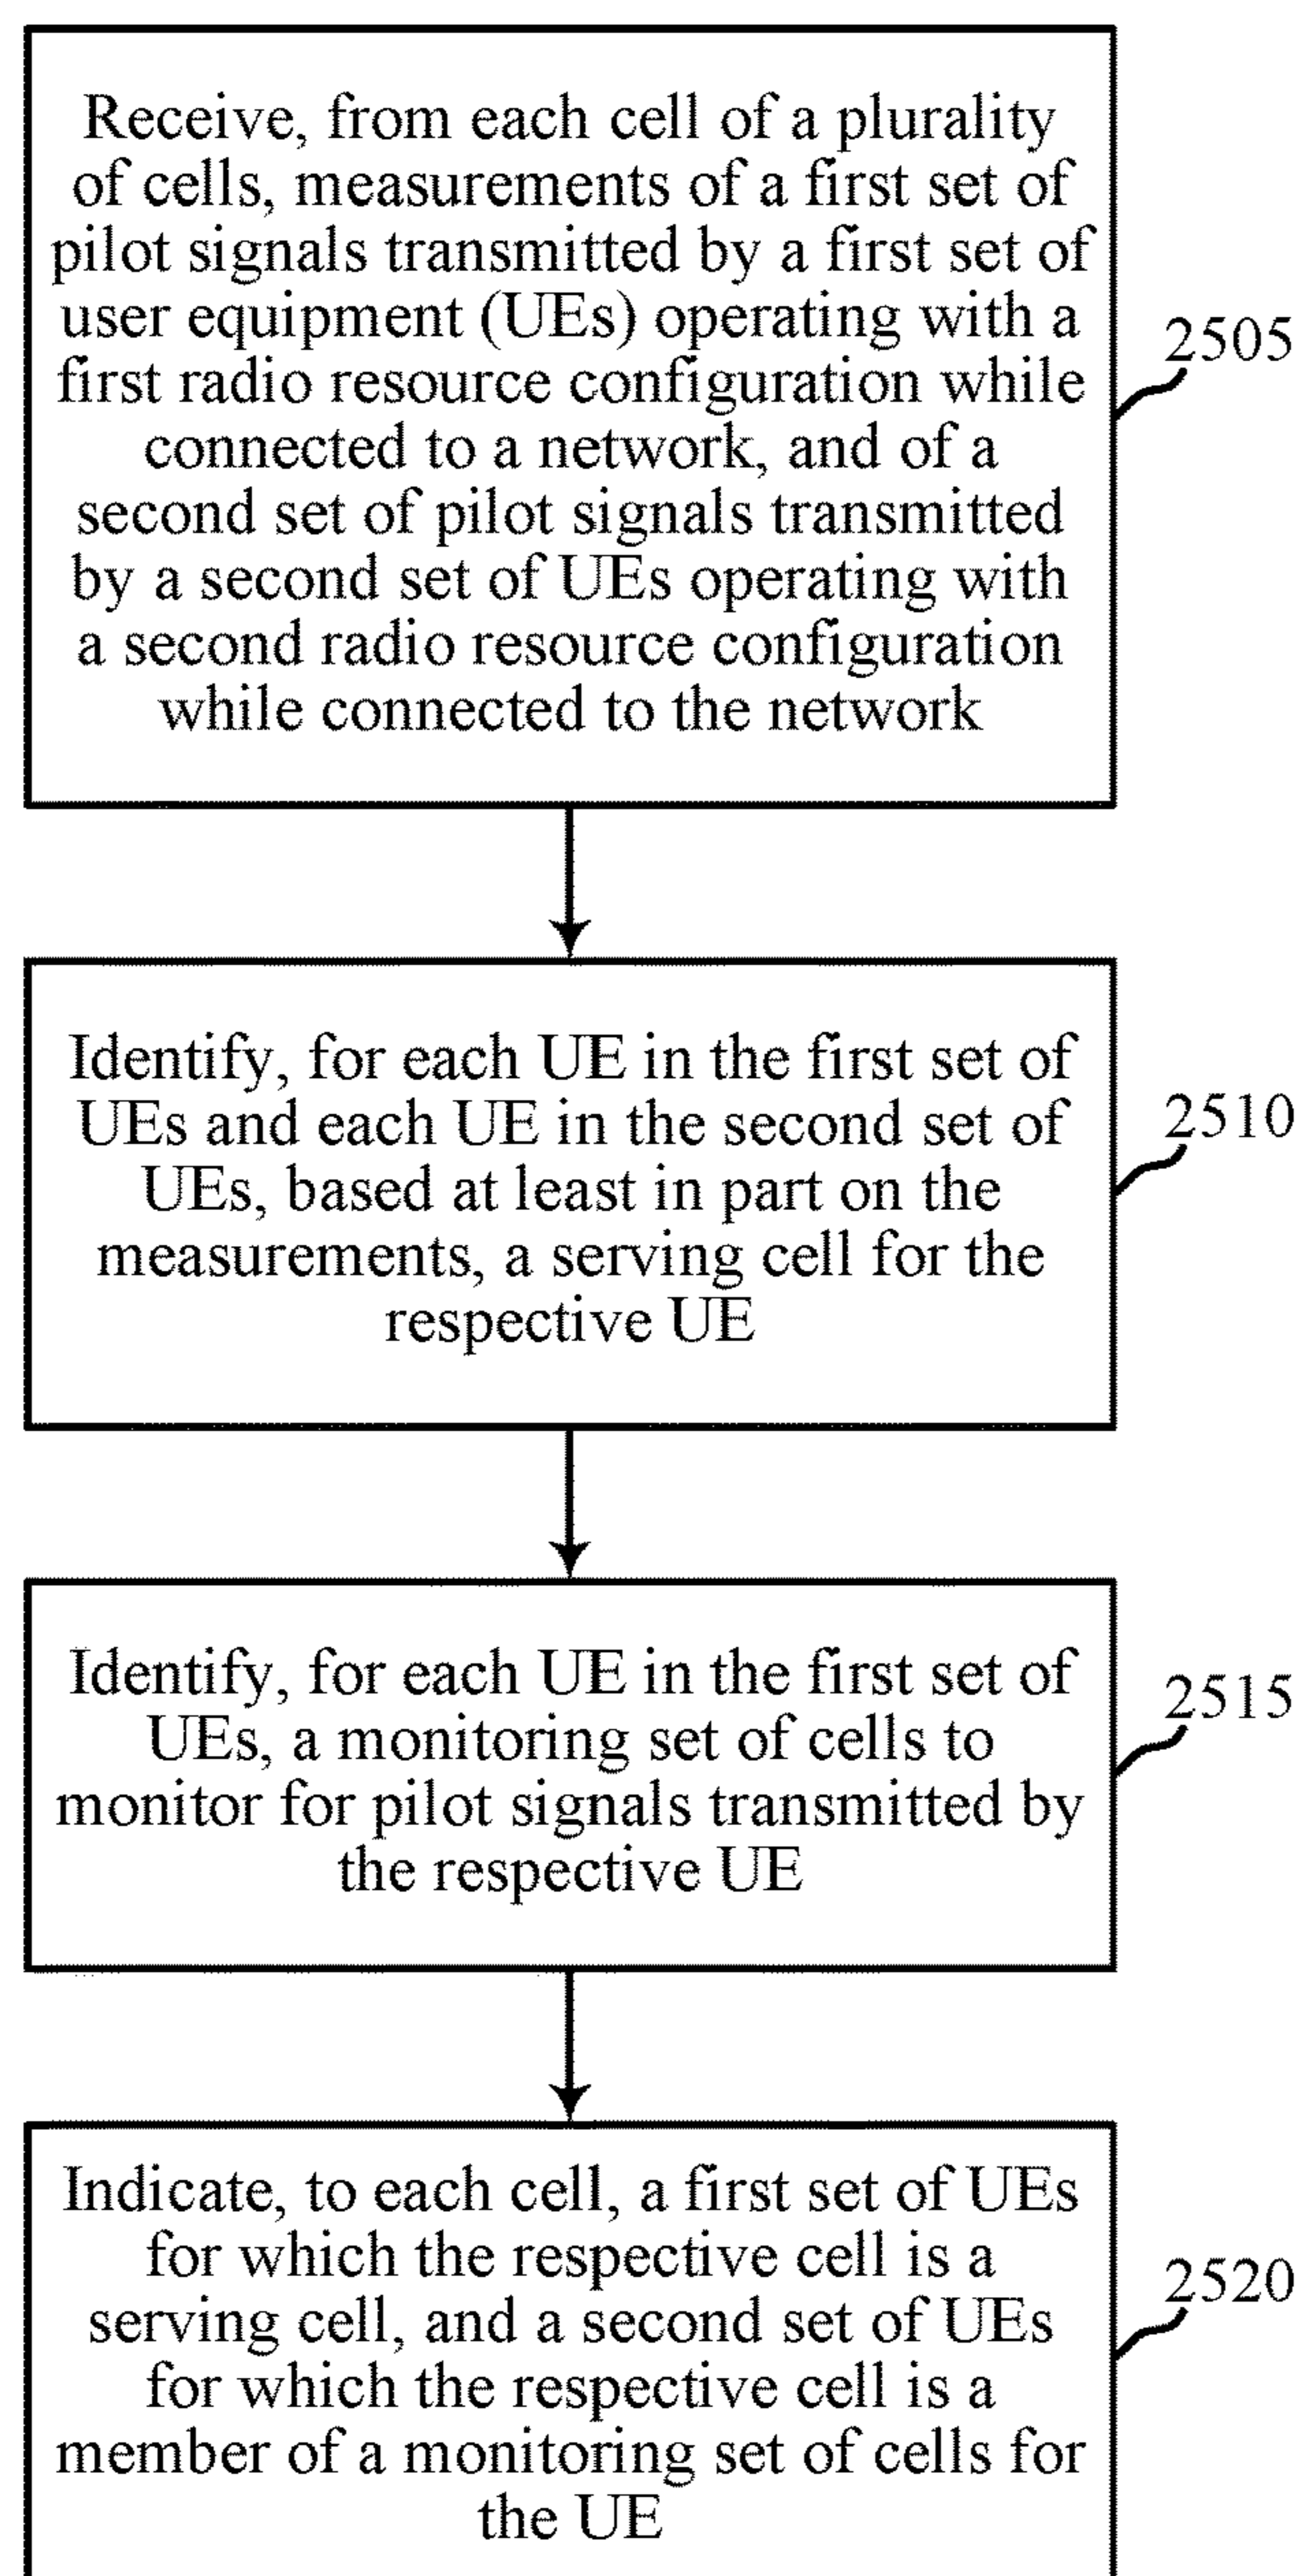 Receive, from each cell of a plurality
of cells, measurements of a first set of
pilot signals transmitted by a first set of
user equipment (UEs) operating with a
first radio resource configuration while
connected to a network, and of a
second set of pilot signals transmitted
by a second set of UEs operating with
a second radio resource configuration
while connected to the network
2505
Identify, for each UE in the first set of
UEs and each UE in the second set of
UEs, based at least in part on the
measurements, a serving cell for the
respective UE
2510
Identify, for each UE in the first set of
UEs, a monitoring set of cells to
monitor for pilot signals transmitted by
the respective UE
2515
Indicate, to each cell, a first set of UEs
for which the respective cell is a
serving cell, and a second set of UEs
for which the respective cell is a
member of a monitoring set of cells for
the UE
2520